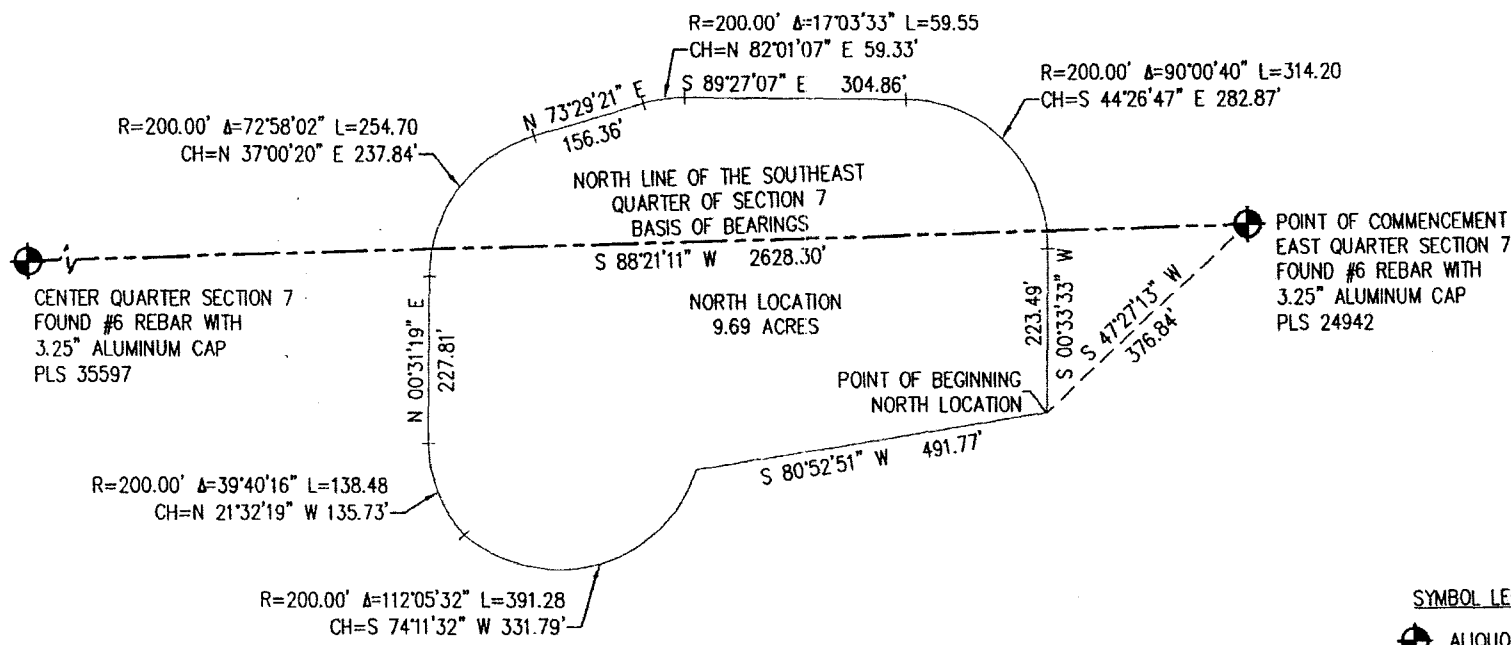 R=200.00' Δ=17°03'33" L=59.55
CH=N 82°01'07" E 59.33'
R=200.00' Δ=90°00'40" L=314.20
CH=S 44°26'47" E 282.87'
S 89°27'07" E 304.86'
N 73°29'21" E
156.36'
R=200.00' Δ=72°58'02" L=254.70
CH=N 37°00'20" E 237.84'
NORTH LINE OF THE SOUTHEAST
QUARTER OF SECTION 7
BASIS OF BEARINGS
S 88°21'11" W 2628.30'
POINT OF COMMENCEMENT
EAST QUARTER SECTION 7
FOUND #6 REBAR WITH
3.25" ALUMINUM CAP
PLS 24942
CENTER QUARTER SECTION 7
FOUND #6 REBAR WITH
3.25" ALUMINUM CAP
PLS 35597
NORTH LOCATION
9.69 ACRES
N 00°31'19" E
227.81'
223.49'
S 00°33'33" W
S 47°27'13" W
376.84'
POINT OF BEGINNING
NORTH LOCATION
S 80°52'51" W 491.77'
R=200.00' Δ=39°40'16" L=138.48
CH=N 21°32'19" W 135.73'
R=200.00' Δ=112°05'32" L=391.28
CH=S 74°11'32" W 331.79'
SYMBOL LE
ALIQUO